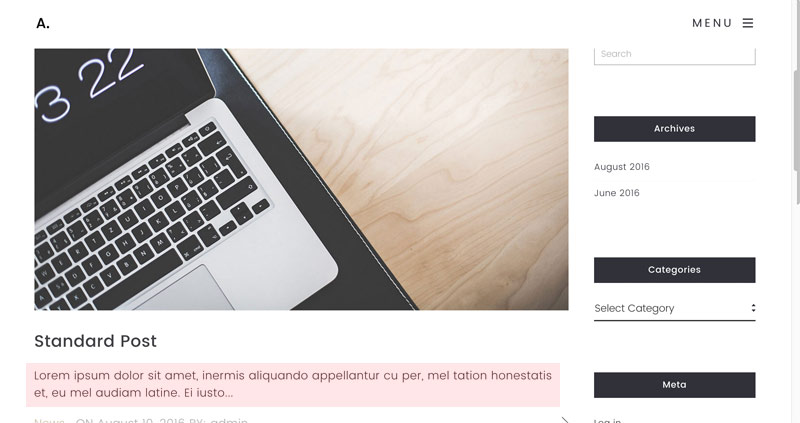 A.
MENU
3 22
Search
Archives
August 2016
June 2016
Categories
Select Category
Standard Post
Lorem ipsum dolor sit amet, inermis aliquando appellantur cu per, mel tation honestatis
et, eu mel audiam latine. Ei iusto...
Meta
News ON August 10, 2016 BY: admin
Log in